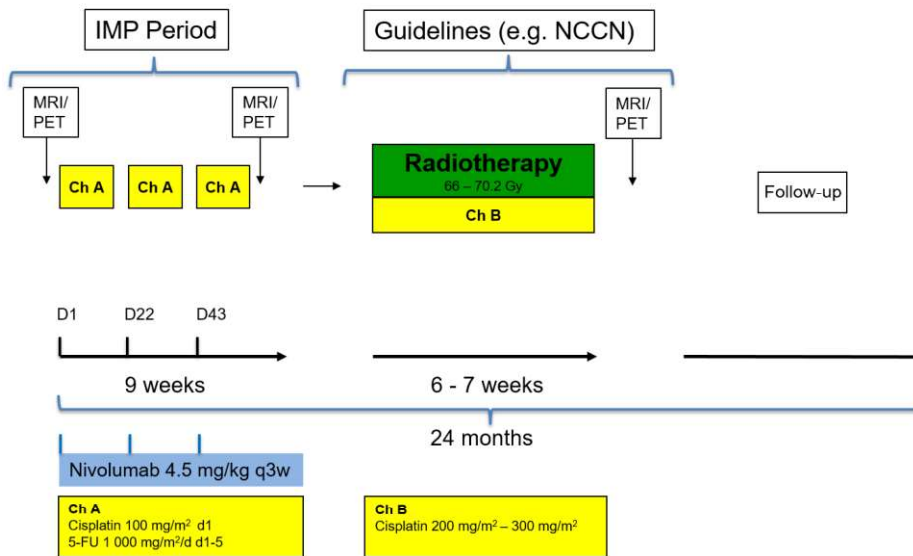 IMP Period
Guidelines (e.g. NCCN)
MRI/
PET
MRI/
PET
MRI/
PET
Ch A
Ch A
Ch A
Radiotherapy
66 – 70.2 Gy
Ch B
Follow-up
D1
D22
D43
9 weeks
6 - 7 weeks
24 months
Nivolumab 4.5 mg/kg q3w
Ch A
Cisplatin 100 mg/m² d1
5-FU 1 000 mg/m²/d d1-5
Ch B
Cisplatin 200 mg/m² – 300 mg/m²